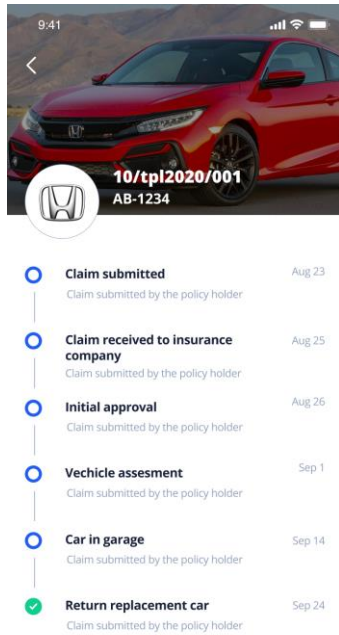 9:41
10/tpl2020/001
AB-1234
Claim submitted
Aug 23
Claim submitted by the policy holder
Claim received to insurance
company
Aug 25
Claim submitted by the policy holder
Initial approval
Aug 26
Claim submitted by the policy holder
Vechicle assesment
Sep 1
Claim submitted by the policy holder
Car in garage
Sep 14
Claim submitted by the policy holder
Return replacement car
Sep 24
Claim submitted by the policy holder